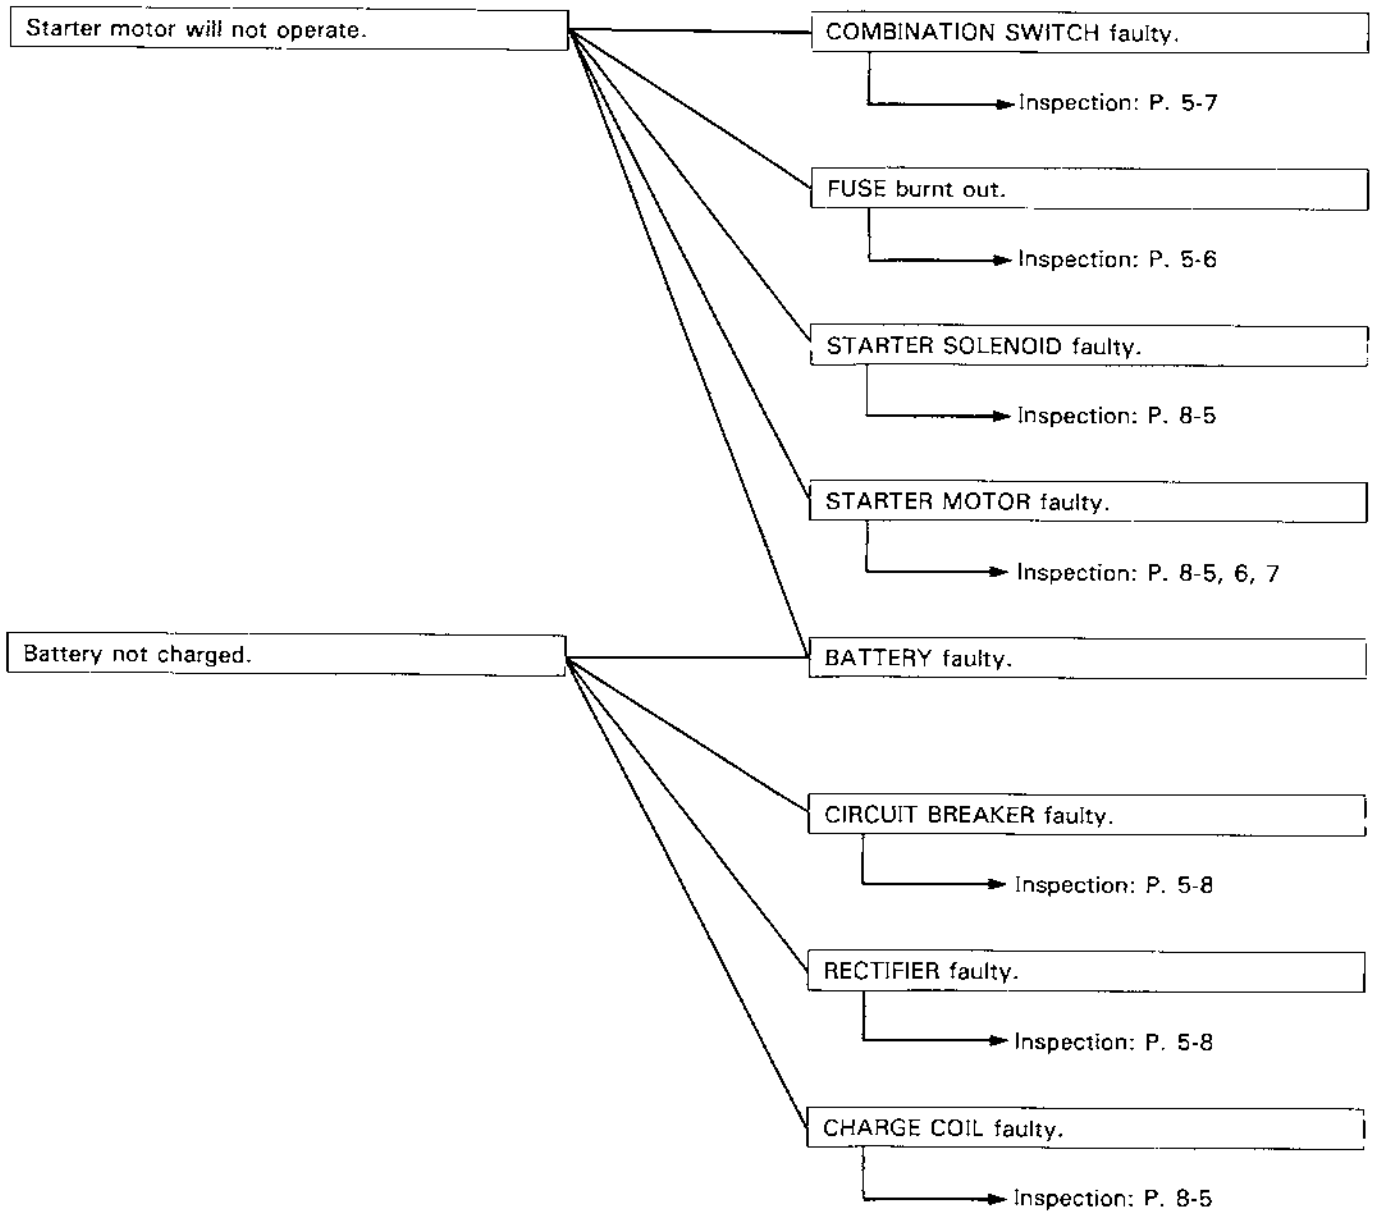 Starter motor will not operate.
COMBINATION SWITCH faulty.
Inspection: P. 5-7
FUSE burnt out.
Inspection: P. 5-6
STARTER SOLENOID faulty.
Inspection: P. 8-5
STARTER MOTOR faulty.
Inspection: P. 8-5, 6, 7
Battery not charged.
BATTERY faulty.
CIRCUIT BREAKER faulty.
Inspection: P. 5-8
RECTIFIER faulty.
Inspection: P. 5-8
CHARGE COIL faulty.
Inspection: P. 8-5